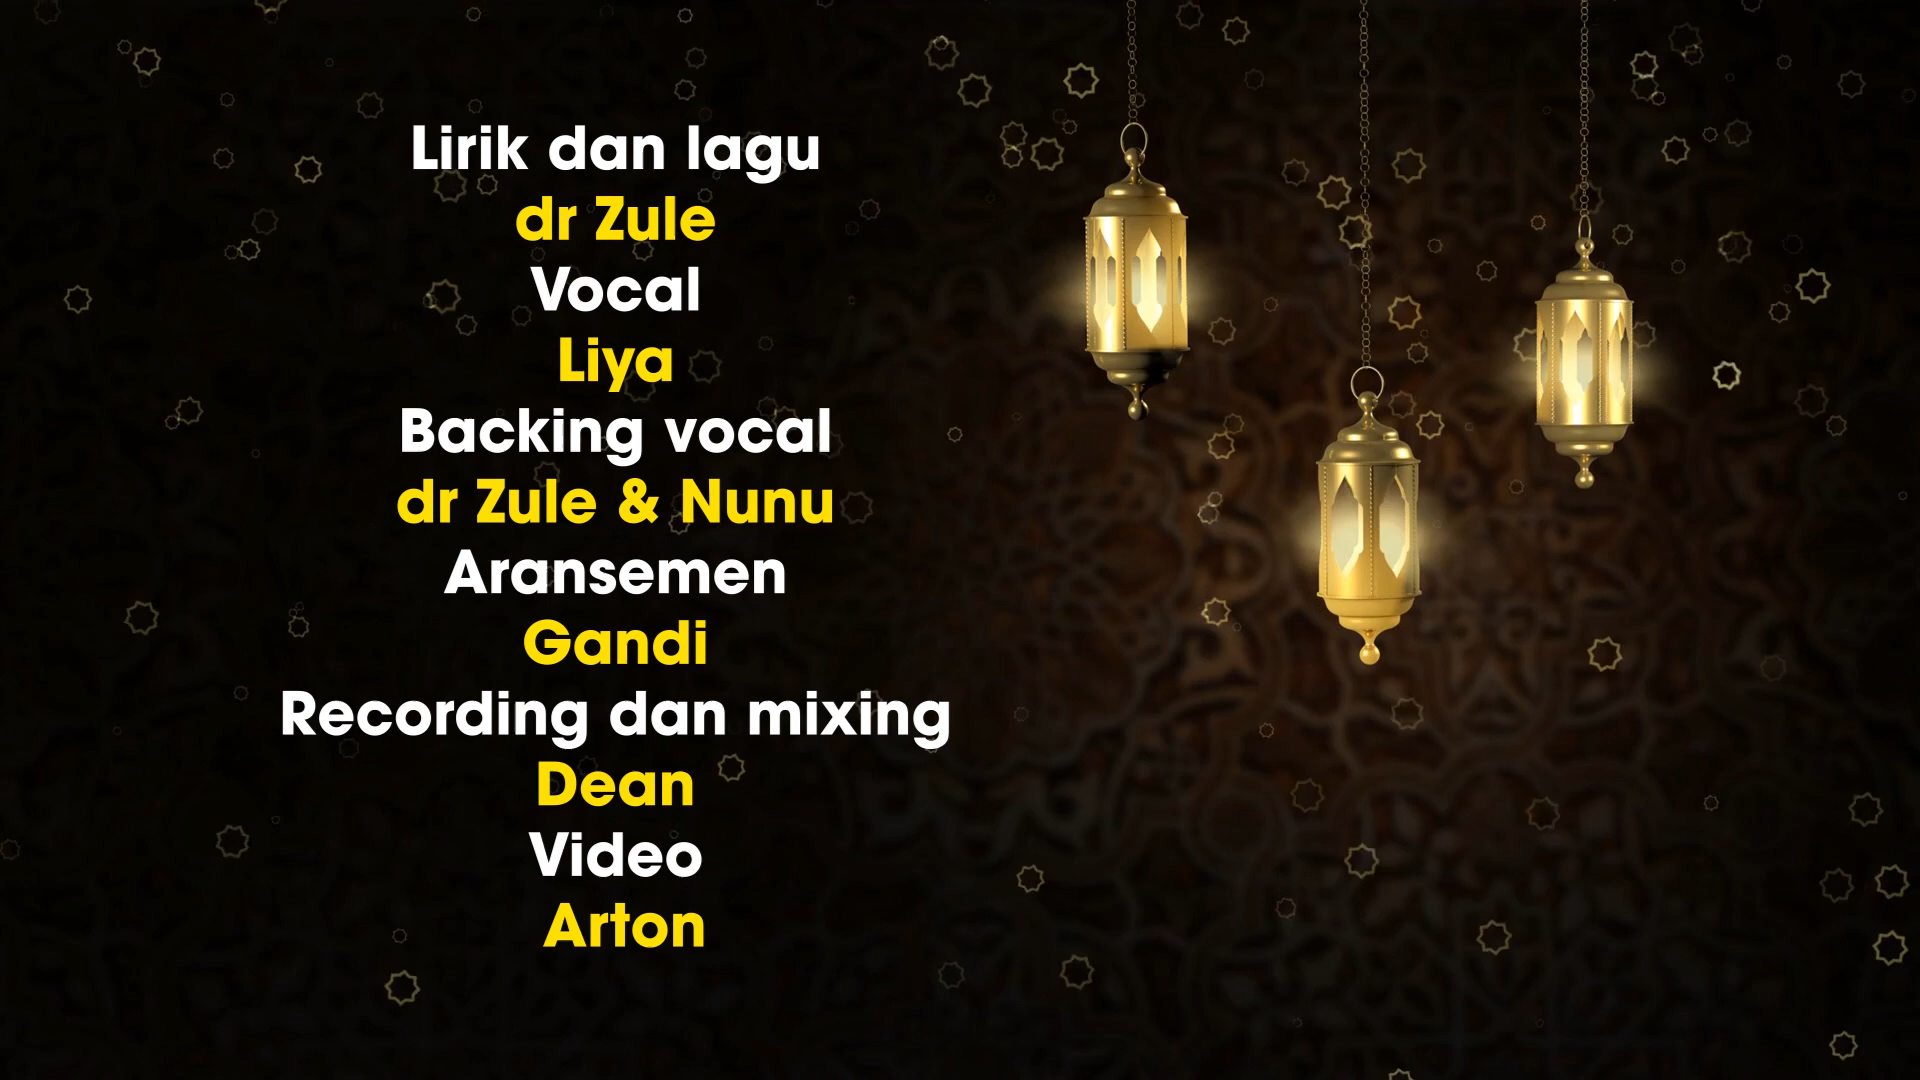 Lirik dan lagu
dr Zule
Vocal
Liya
Backing vocal
dr Zule & Nunu
Aransemen
Gandi
Recording dan mixing
Dean
Video
Arton